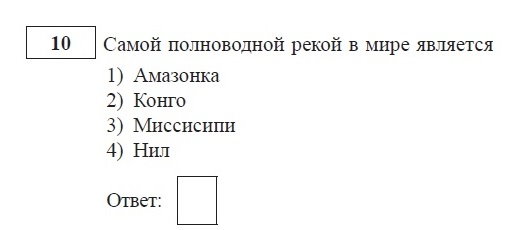 10 Самой полноводной рекой в мире является
1) Амазонка
2) Конго
3) Миссисипи
4) Нил
Ответ: